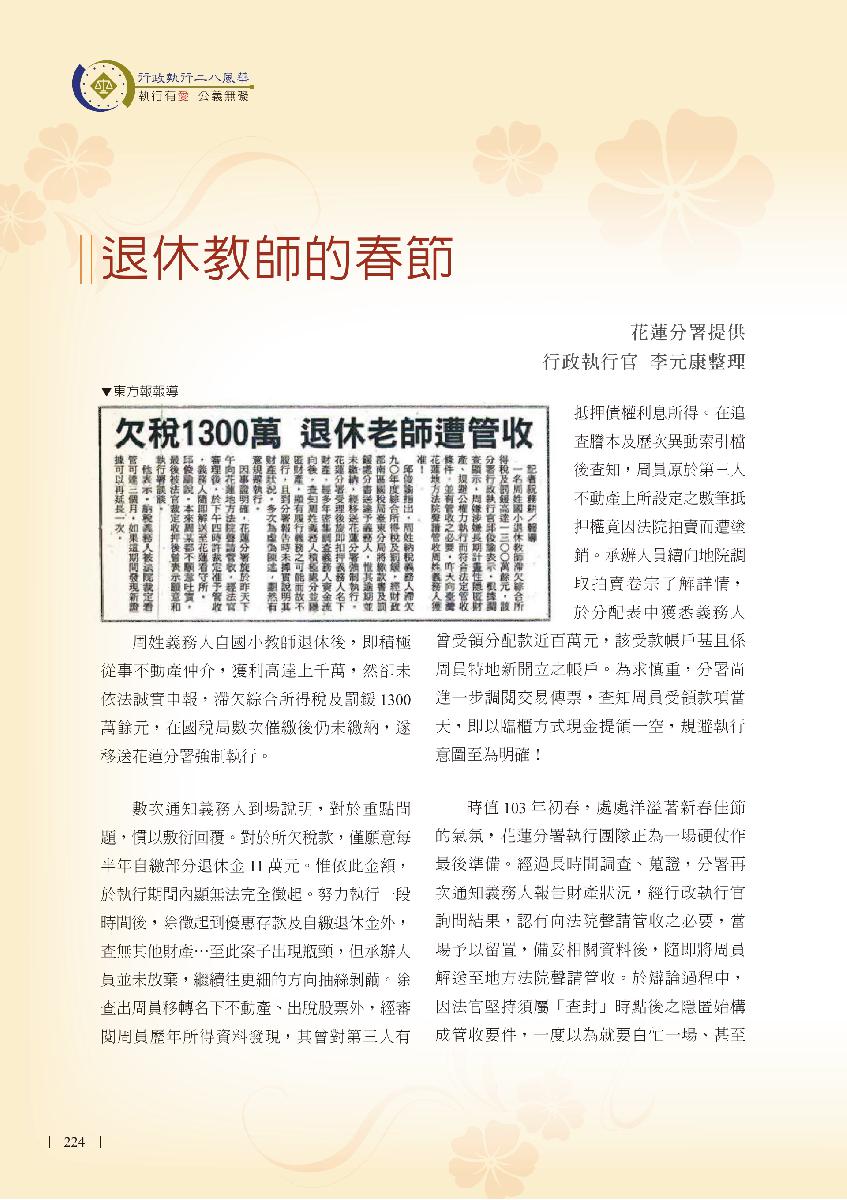 行政執行二八風華
執行有愛 公義無礙
退休教師的春節
花蓮分署提供
行政執行官 李元康整理
▼東方報報導
欠稅1300萬 退休老師遭管收
周姓義務人自國小教師退休後，即積極
從事不動產仲介，獲利高達上千萬，然卻未
依法誠實申報，滯欠綜合所得稅及罰鍰 1300
萬餘元，在國稅局數次催繳後仍未繳納，遂
移送花蓮分署強制執行。
數次通知義務人到場說明，對於重點問
題，慣以敷衍回覆。對於所欠稅款，僅願意每
半年自繳部分退休金 11 萬元。惟依此金額，
於執行期間內顯無法完全徵起。努力執行一段
時間後，除徵起到優惠存款及自繳退休金外，
查無其他財產…至此案子出現瓶頸，但承辦人
員並未放棄，繼續往更細的方向抽絲剝繭。除
查出周員移轉名下不動產、出脫股票外，經審
閱周員歷年所得資料發現，其曾對第三人有
抵押債權利息所得。在追
查謄本及歷次異動索引檔
後查知，周員原於第三人
不動產上所設定之數筆抵
押權竟因法院拍賣而遭塗
銷。承辦人員續向地院調
取拍賣卷宗了解詳情，
於分配表中獲悉義務人
曾受領分配款近百萬元，該受款帳戶甚且係
周員特地新開立之帳戶。為求慎重，分署尚
進一步調閱交易傳票，查知周員受領款項當
天，即以臨櫃方式現金提領一空，規避執行
意圖至為明確！
時值 103 年初春，處處洋溢著新春佳節
的氣氛，花蓮分署執行團隊正為一場硬仗作
最後準備。經過長時間調查、蒐證，分署再
次通知義務人報告財產狀況，經行政執行官
詢問結果，認有向法院聲請管收之必要，當
場予以留置，備妥相關資料後，隨即將周員
解送至地方法院聲請管收。於辯論過程中，
因法官堅持須屬「查封」時點後之隱匿始構
成管收要件，一度以為就要白忙一場、甚至
224